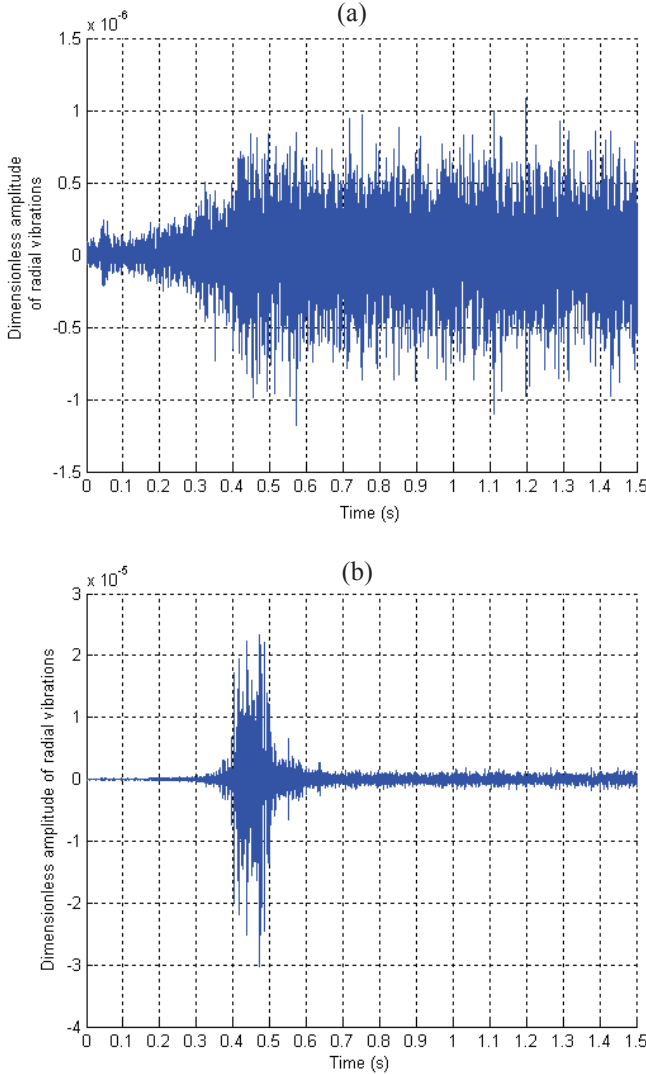 (a)
x 10-6
1.5
1
0.5
0
-0.5
-1
-1.5
Dimensionless amplitude
of radial vibrations
0 0.1 0.2 0.3 0.4 0.5 0.6 0.7 0.8 0.9 1 1.1 1.2 1.3 1.4 1.5
Time (s)
(b)
x 10-5
3
2
1
0
-1
-2
-3
-4
Dimensionless amplitude of radial vibrations
0 0.1 0.2 0.3 0.4 0.5 0.6 0.7 0.8 0.9 1 1.1 1.2 1.3 1.4 1.5
Time (s)